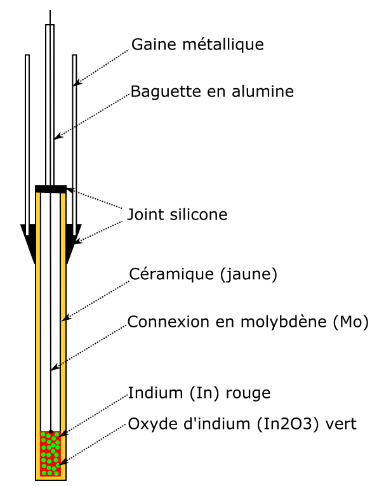 Gaine métallique
Baguette en alumine
Joint silicone
Céramique (jaune)
Connexion en molybdène (Mo)
Indium (In) rouge
Oxyde d'indium (In2O3) vert